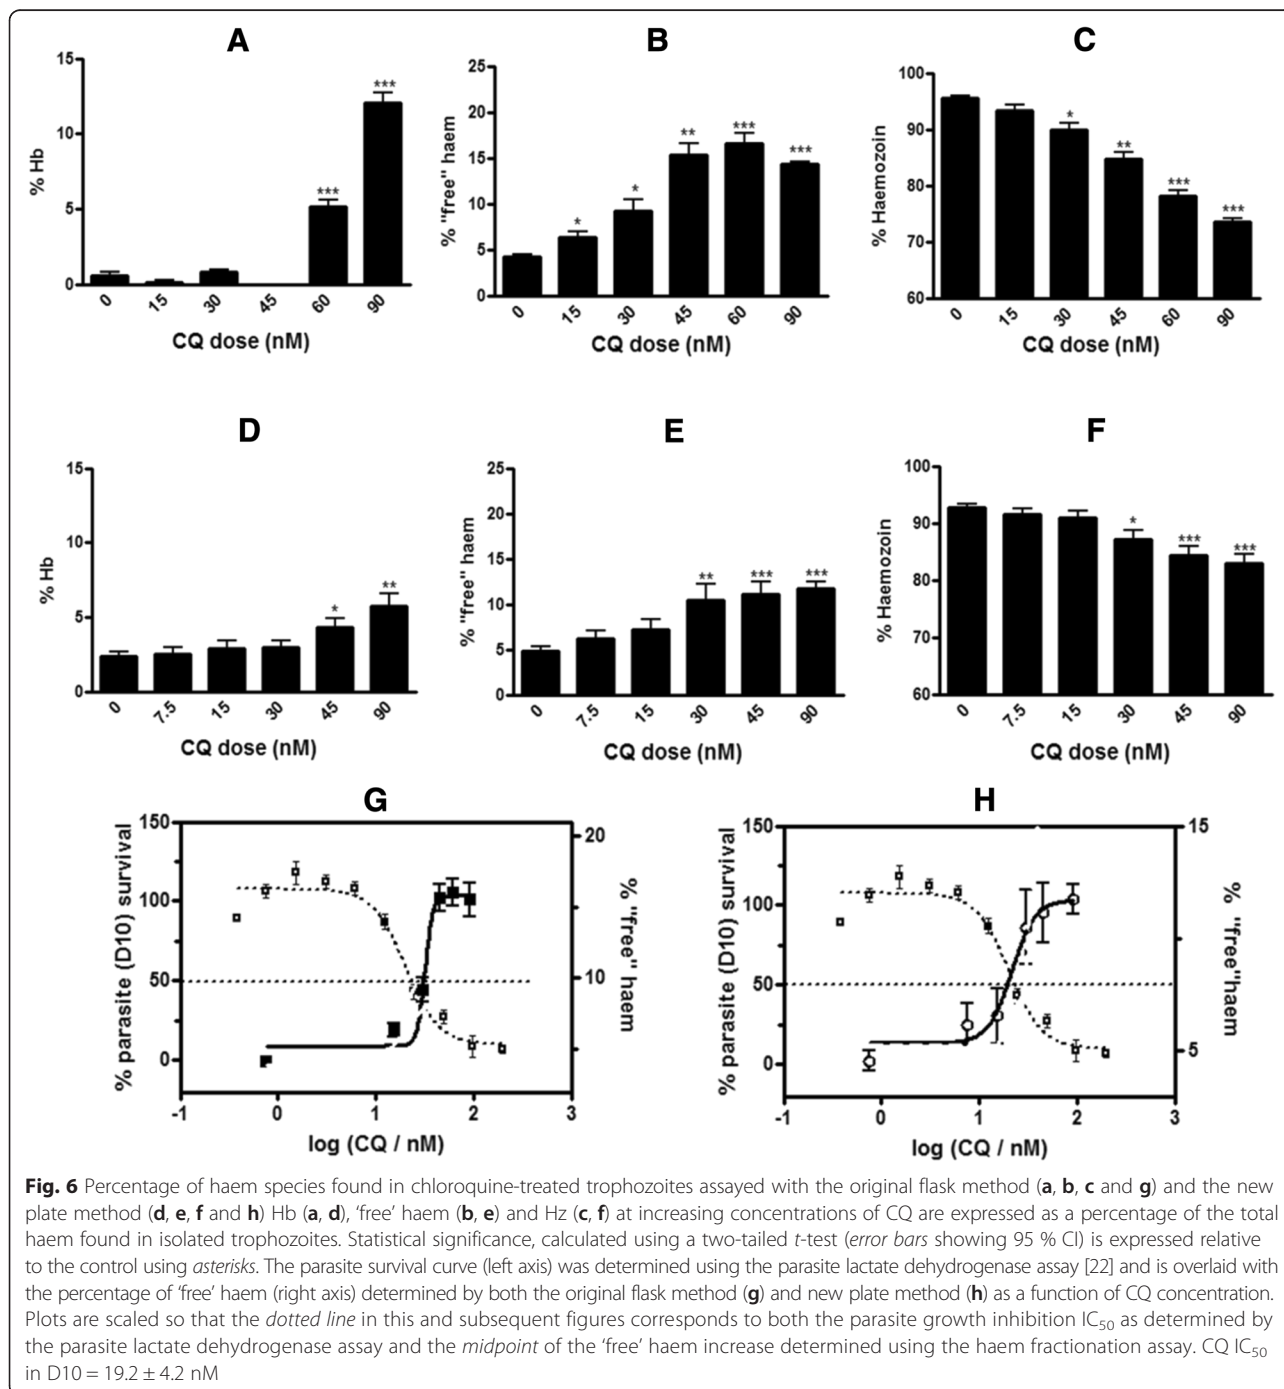 A
B
C
15
10
5
0
% Hb
***
***
0 15 30 45 60 90
CQ dose (nM)
25
20
15
10
5
0
% "free" haem
*
*
**
***
***
0 15 30 45 60 90
CQ dose (nM)
100
90
80
70
60
% Haemozoin
*
**
***
***
0 15 30 45 60 90
CQ dose (nM)
D
E
F
15
10
5
0
% Hb
*
**
0 7.5 15 30 45 90
CQ dose (nM)
25
20
15
10
5
0
% "free" haem
**
***
***
0 7.5 15 30 45 90
CQ dose (nM)
100
90
80
70
60
% Haemozoin
*
***
***
0 7.5 15 30 45 90
CQ dose (nM)
G
H
150
100
50
0
% parasite (D10) survival
20
10
% "free" haem
-1 0 1 2 3
log (CQ / nM)
150
100
50
0
% parasite (D10) survival
15
5
% "free"haem
-1 0 1 2 3
log (CQ / nM)
Fig. 6 Percentage of haem species found in chloroquine-treated trophozoites assayed with the original flask method (a, b, c and g) and the new
plate method (d, e, f and h) Hb (a, d), 'free' haem (b, e) and Hz (c, f) at increasing concentrations of CQ are expressed as a percentage of the total
haem found in isolated trophozoites. Statistical significance, calculated using a two-tailed t-test (error bars showing 95 % CI) is expressed relative
to the control using asterisks. The parasite survival curve (left axis) was determined using the parasite lactate dehydrogenase assay [22] and is overlaid with
the percentage of 'free' haem (right axis) determined by both the original flask method (g) and new plate method (h) as a function of CQ concentration.
Plots are scaled so that the dotted line in this and subsequent figures corresponds to both the parasite growth inhibition IC50 as determined by
the parasite lactate dehydrogenase assay and the midpoint of the 'free' haem increase determined using the haem fractionation assay. CQ IC50
in D10 = 19.2 ± 4.2 nM